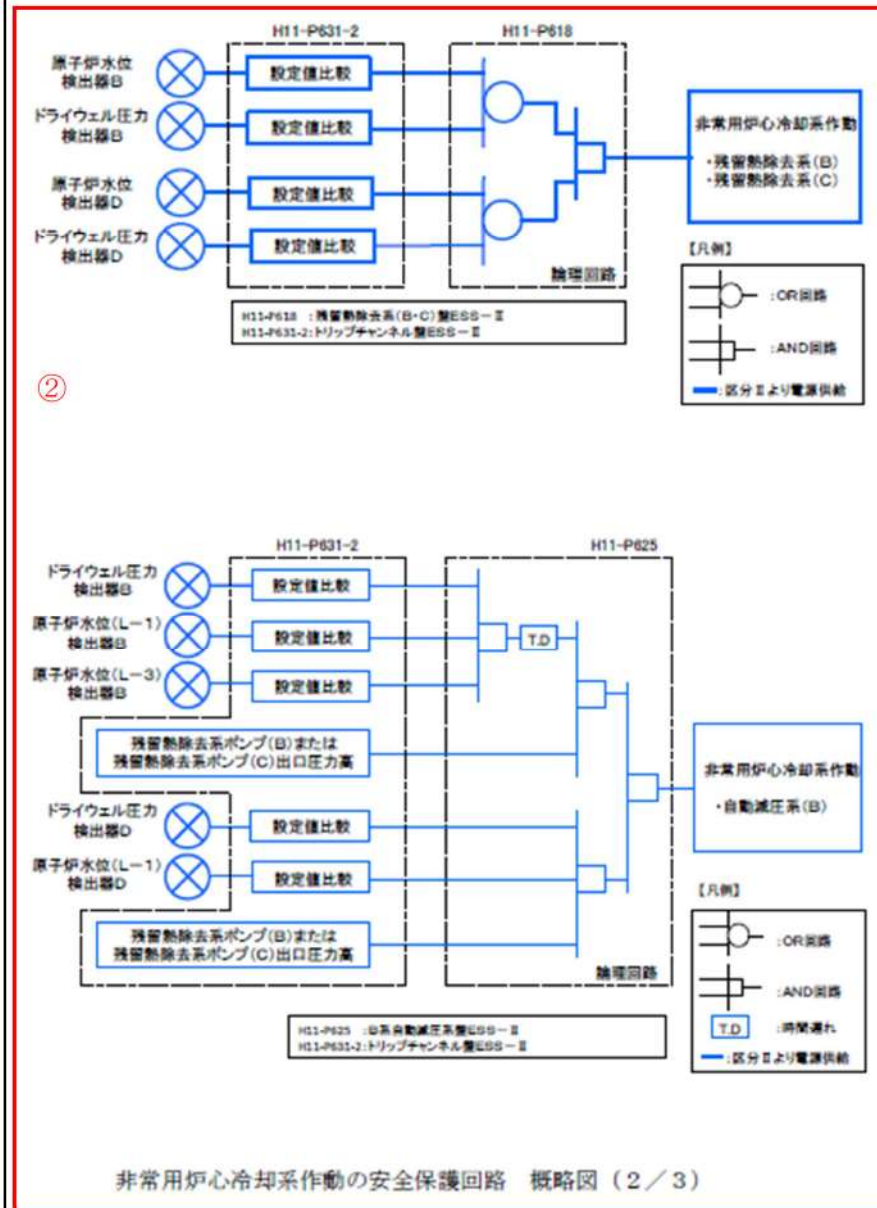 H11-P631-2
H11-P618
原子炉水位
検出器B
設定値比較
ドライウェル圧力
検出器B
設定値比較
原子炉水位
検出器D
設定値比較
ドライウェル圧力
検出器D
設定値比較
論理回路
非常用炉心冷却系作動
・残留熱除去系(B)
・残留熱除去系(C)
【凡例】
:OR回路
:AND回路
:区分Ⅱより電源供給
H11-P618 :残留熱除去系(B・C)盤ESS-Ⅱ
H11-P631-2:トリップチャンネル盤ESS-Ⅱ
②
H11-P631-2
H11-P625
ドライウェル圧力
検出器B
設定値比較
原子炉水位(L-1)
検出器B
設定値比較
T.D
原子炉水位(L-3)
検出器B
設定値比較
残留熱除去系ポンプ(B)または
残留熱除去系ポンプ(C)出口圧力高
ドライウェル圧力
検出器D
設定値比較
原子炉水位(L-1)
検出器D
設定値比較
残留熱除去系ポンプ(B)または
残留熱除去系ポンプ(C)出口圧力高
論理回路
非常用炉心冷却系作動
・自動減圧系(B)
【凡例】
:OR回路
:AND回路
T.D :時間遅れ
:区分Ⅱより電源供給
H11-P625 :B系自動減圧系盤ESS-Ⅱ
H11-P631-2:トリップチャンネル盤ESS-Ⅱ
非常用炉心冷却系作動の安全保護回路 概略図(2/3)